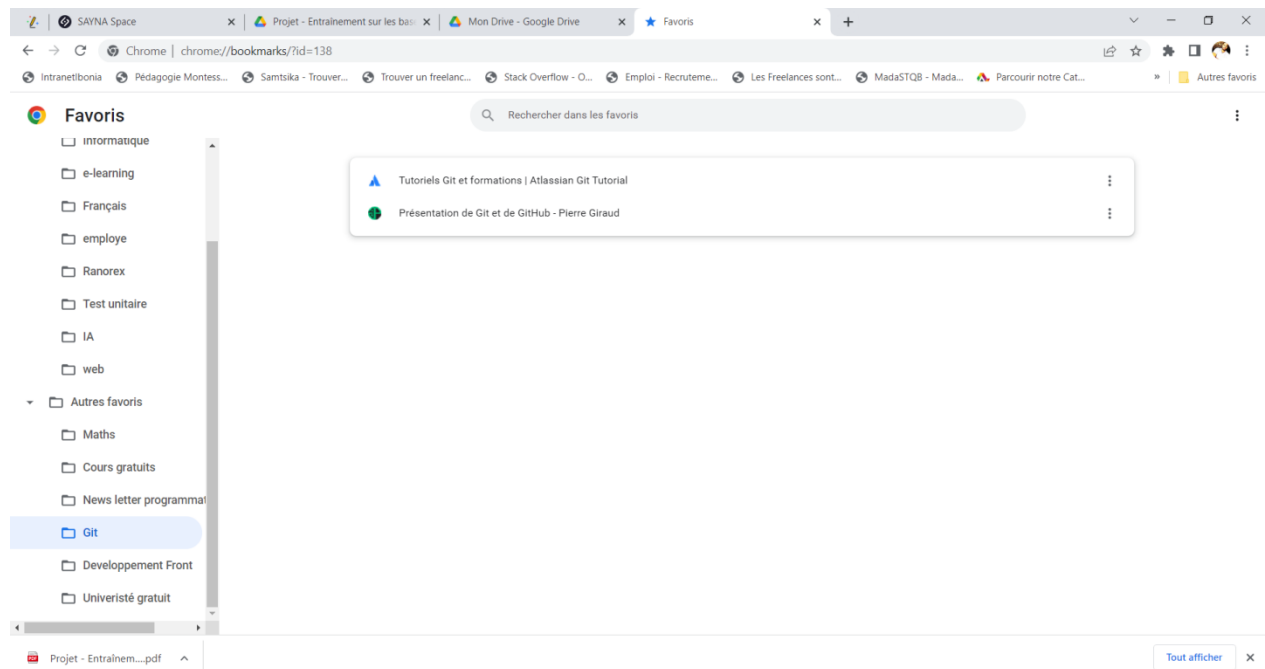 SAYNA Space
Projet - Entraînement sur les bas
Mon Drive - Google Drive
Favoris
Chrome | chrome://bookmarks/?id=138
IntranetIbonia
Pédagogie Montess...
Samtsika - Trouver...
Trouver un freelanc...
Stack Overflow - O...
Emploi - Recruteme...
Les Freelances sont...
MadaSTQB - Mada...
Parcourir notre Cat...
»
Autres favoris
Favoris
Rechercher dans les favoris
Informatique
e-learning
Français
employe
Ranorex
Test unitaire
IA
web
Autres favoris
Maths
Cours gratuits
News letter programmat
Git
Developpement Front
Univeristé gratuit
Tutoriels Git et formations | Atlassian Git Tutorial
Présentation de Git et de GitHub - Pierre Giraud
Projet - Entraînem....pdf
Tout afficher